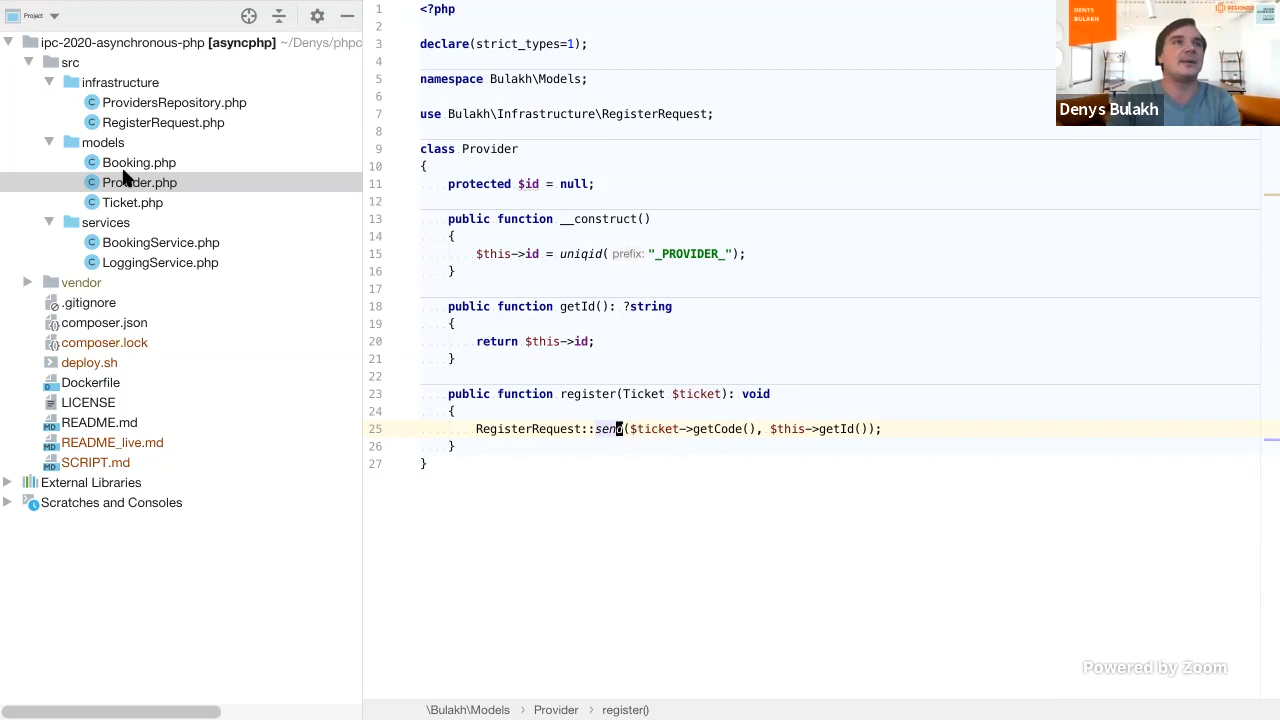 Project
ipc-2020-asynchronous-php [asyncphp] ~/Denys/phpc
src
infrastructure
ProvidersRepository.php
RegisterRequest.php
models
Booking.php
Provider.php
Ticket.php
services
BookingService.php
LoggingService.php
vendor
.gitignore
composer.json
composer.lock
deploy.sh
Dockerfile
LICENSE
README.md
README_live.md
SCRIPT.md
External Libraries
Scratches and Consoles
1 <?php
2
3 declare(strict_types=1);
4
5 namespace Bulakh\Models;
6
7 use Bulakh\Infrastructure\RegisterRequest;
8
9 class Provider
10 {
11 protected $id = null;
12
13 public function __construct()
14 {
15 $this->id = uniqid( prefix: "_PROVIDER_");
16 }
17
18 public function getId(): ?string
19 {
20 return $this->id;
21 }
22
23 public function register(Ticket $ticket): void
24 {
25 RegisterRequest::send($ticket->getCode(), $this->getId());
26 }
27 }
\Bulakh\Models > Provider > register()
DENYS
BULAKH
REGIONDO
Denys Bulakh
Powered by Zoom